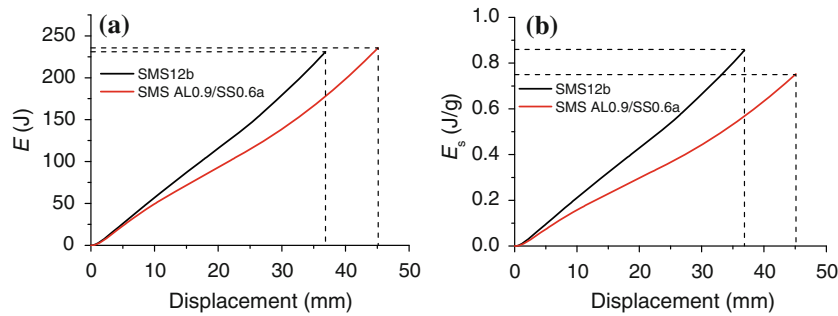 (a)
E (J)
250
200
150
100
50
0
SMS12b
SMS AL0.9/SS0.6a
0 10 20 30 40 50
Displacement (mm)
(b)
Es (J/g)
1.0
0.8
0.6
0.4
0.2
0.0
SMS12b
SMS AL0.9/SS0.6a
0 10 20 30 40 50
Displacement (mm)